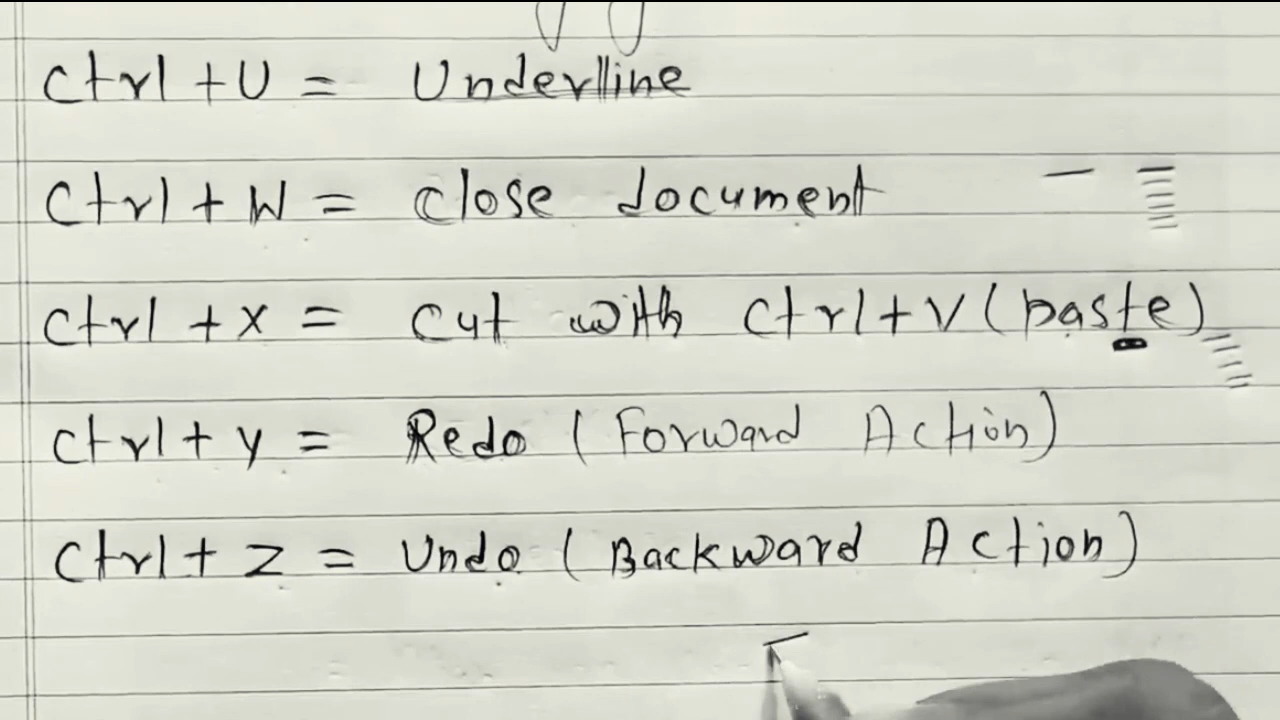 Ctrl + U = Underline
Ctrl + W = Close document
Ctrl + X = Cut with Ctrl + V (paste)
Ctrl + y = Redo (Forward Action)
Ctrl + Z = Undo (Backward Action)